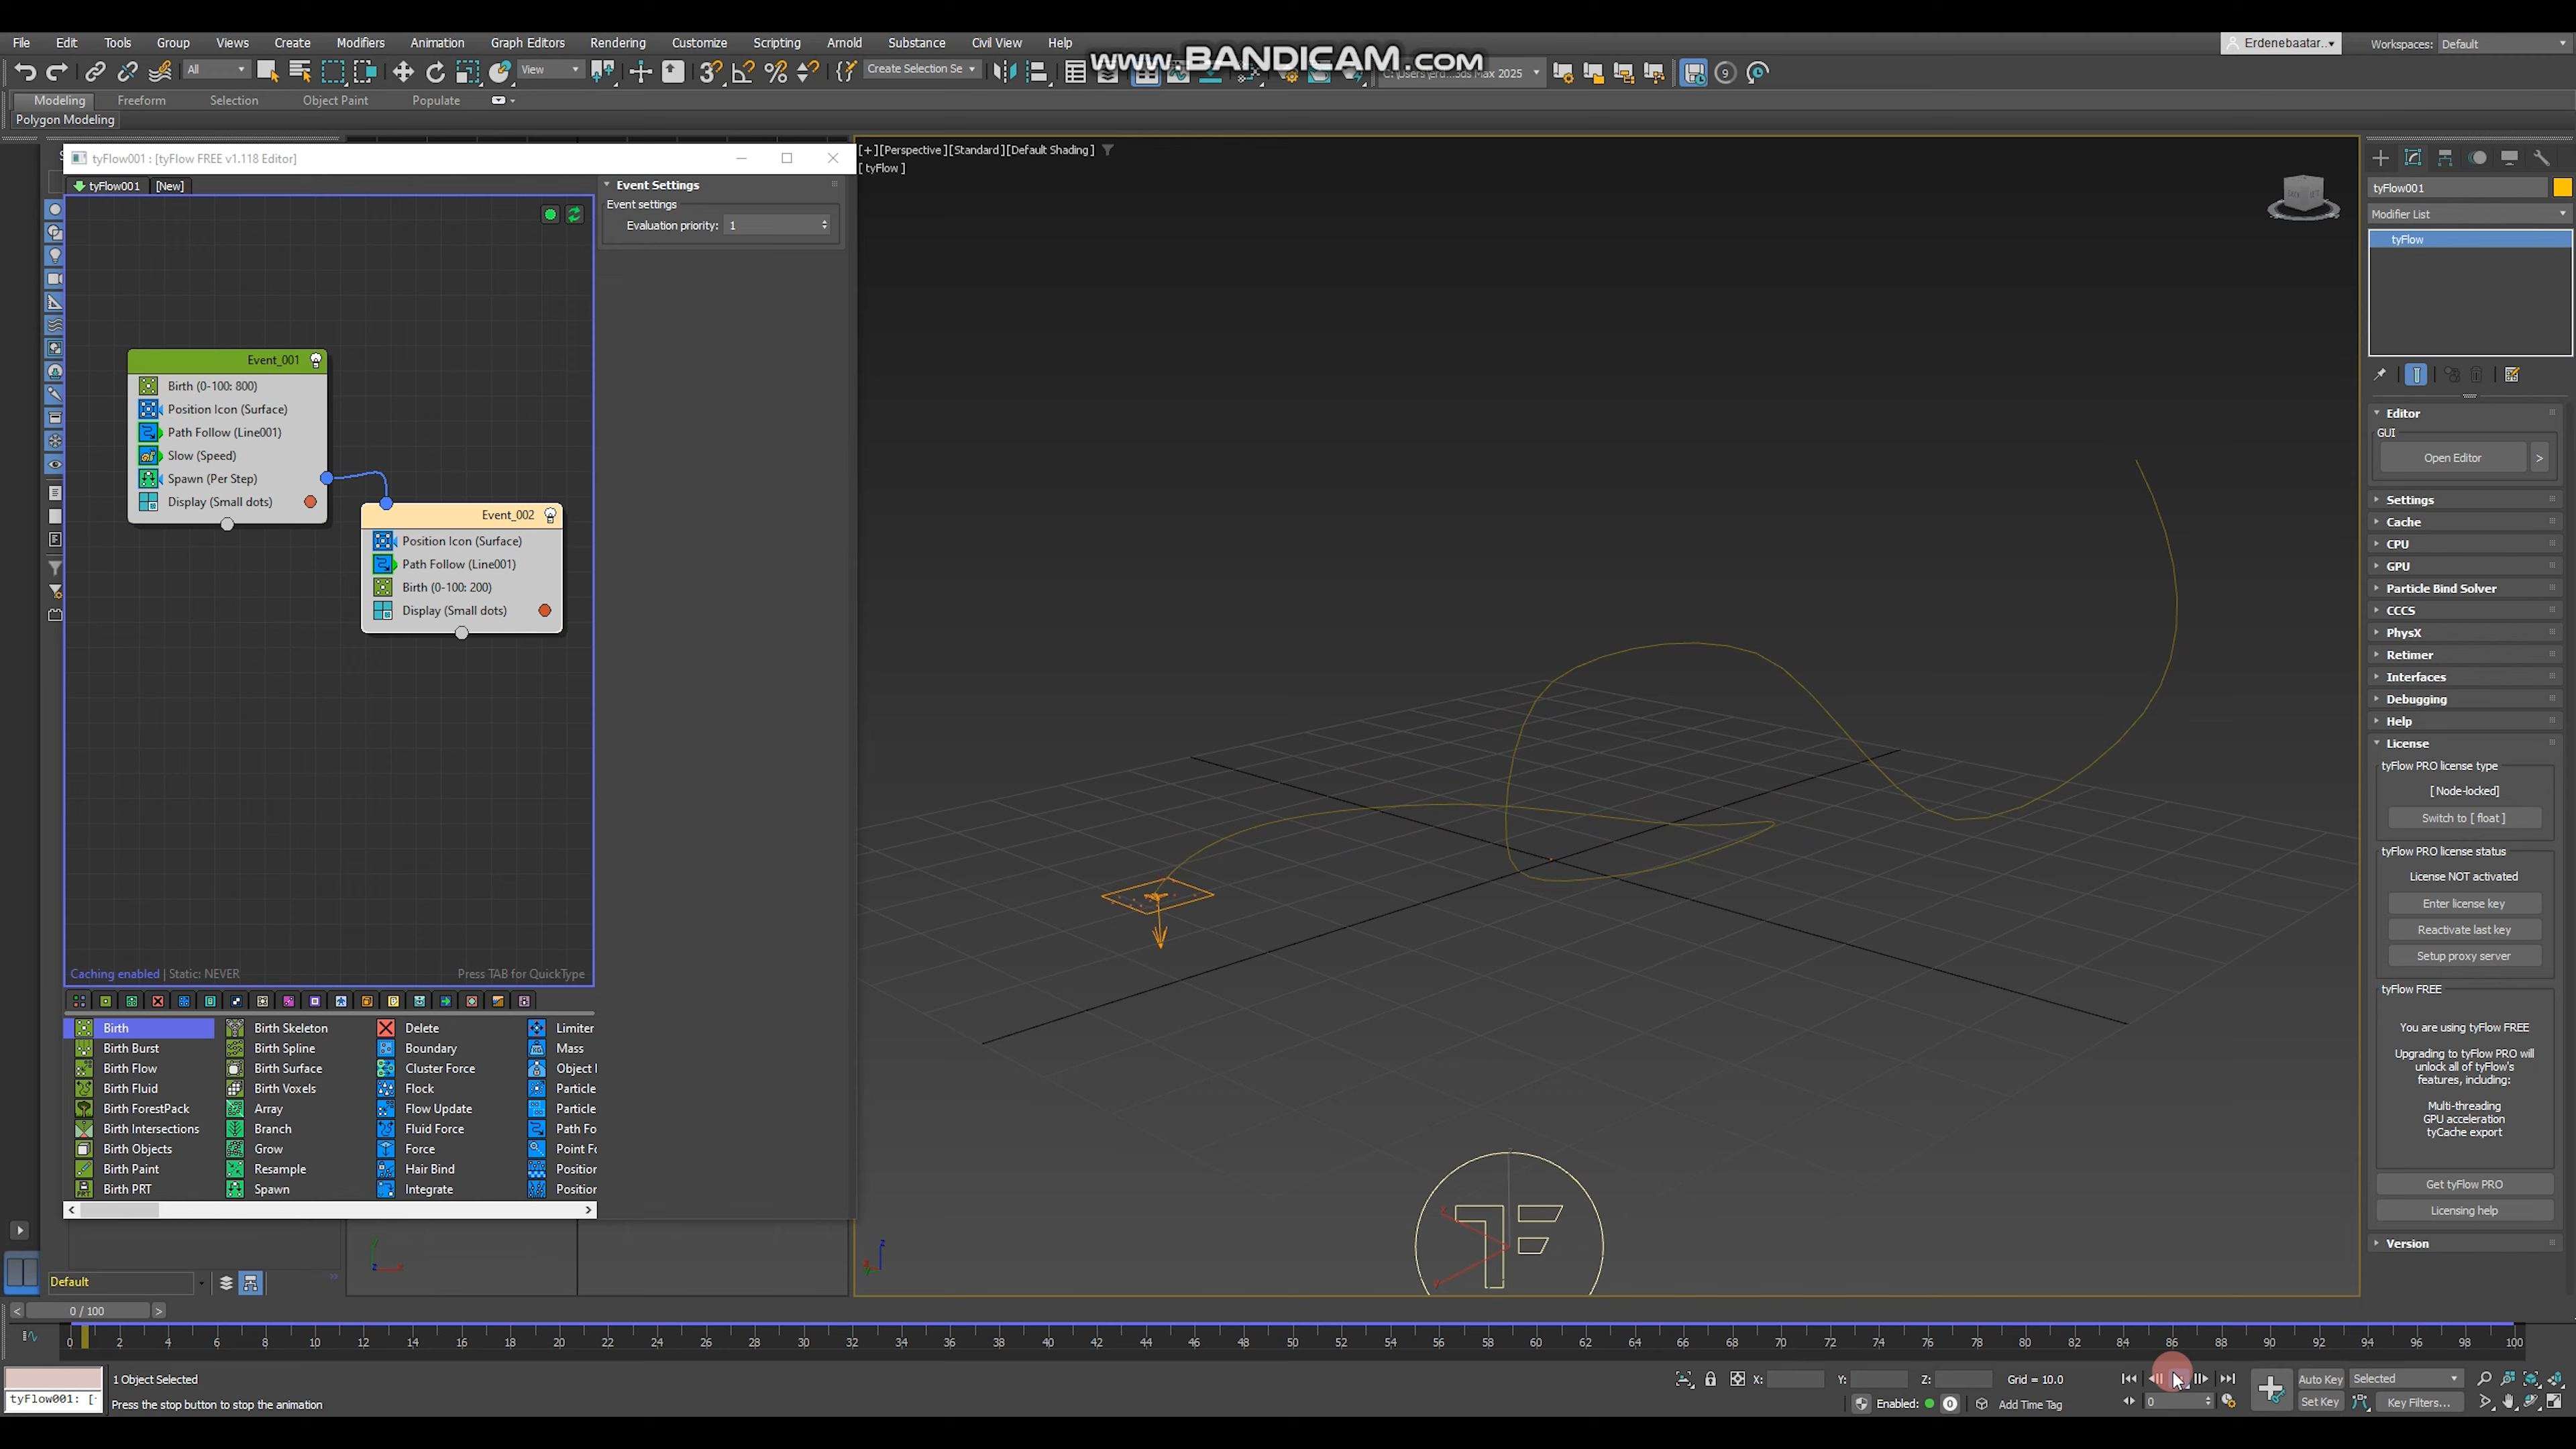 www.BANDICAM.com
File Edit Tools Group Views Create Modifiers Animation Graph Editors Rendering Customize Scripting Arnold Substance Civil View Help
Erdenebaatar...
Workspaces: Default
All
View
Create Selection Se
ds Max 2025
9
Modeling Freeform Selection Object Paint Populate
Polygon Modeling
tyFlow001 : [tyFlow FREE v1.118 Editor]
tyFlow001 [New]
Event Settings
Event settings
Evaluation priority: 1
Event_001
Birth (0-100: 800)
Position Icon (Surface)
Path Follow (Line001)
Slow (Speed)
Spawn (Per Step)
Display (Small dots)
Event_002
Position Icon (Surface)
Path Follow (Line001)
Birth (0-100: 200)
Display (Small dots)
Caching enabled | Static: NEVER
Press TAB for QuickType
Birth Birth Skeleton Delete Limiter
Birth Burst Birth Spline Boundary Mass
Birth Flow Birth Surface Cluster Force Object
Birth Fluid Birth Voxels Flock Particle
Birth ForestPack Array Flow Update Particle
Birth Intersections Branch Fluid Force Path Fo
Birth Objects Grow Force Point Fo
Birth Paint Resample Hair Bind Position
Birth PRT Spawn Integrate Position
[+][Perspective][Standard][Default Shading]
[tyFlow]
TF
tyFlow001
Modifier List
tyFlow
Editor
GUI
Open Editor >
Settings
Cache
CPU
GPU
Particle Bind Solver
CCCS
PhysX
Retimer
Interfaces
Debugging
Help
License
tyFlow PRO license type
[Node-locked]
Switch to [ float ]
tyFlow PRO license status
License NOT activated
Enter license key
Reactivate last key
Setup proxy server
tyFlow FREE
You are using tyFlow FREE
Upgrading to tyFlow PRO will
unlock all of tyFlow's
features, including:
Multi-threading
GPU acceleration
tyCache export
Get tyFlow PRO
Licensing help
Version
Default
< 0 / 100 >
0 2 4 6 8 10 12 14 16 18 20 22 24 26 28 30 32 34 36 38 40 42 44 46 48 50 52 54 56 58 60 62 64 66 68 70 72 74 76 78 80 82 84 86 88 90 92 94 96 98 100
1 Object Selected
X: Y: Z: Grid = 10.0
Auto Key Selected
tyFlow001: [
Press the stop button to stop the animation
Enabled: 0
Add Time Tag
0
Set Key Key Filters...